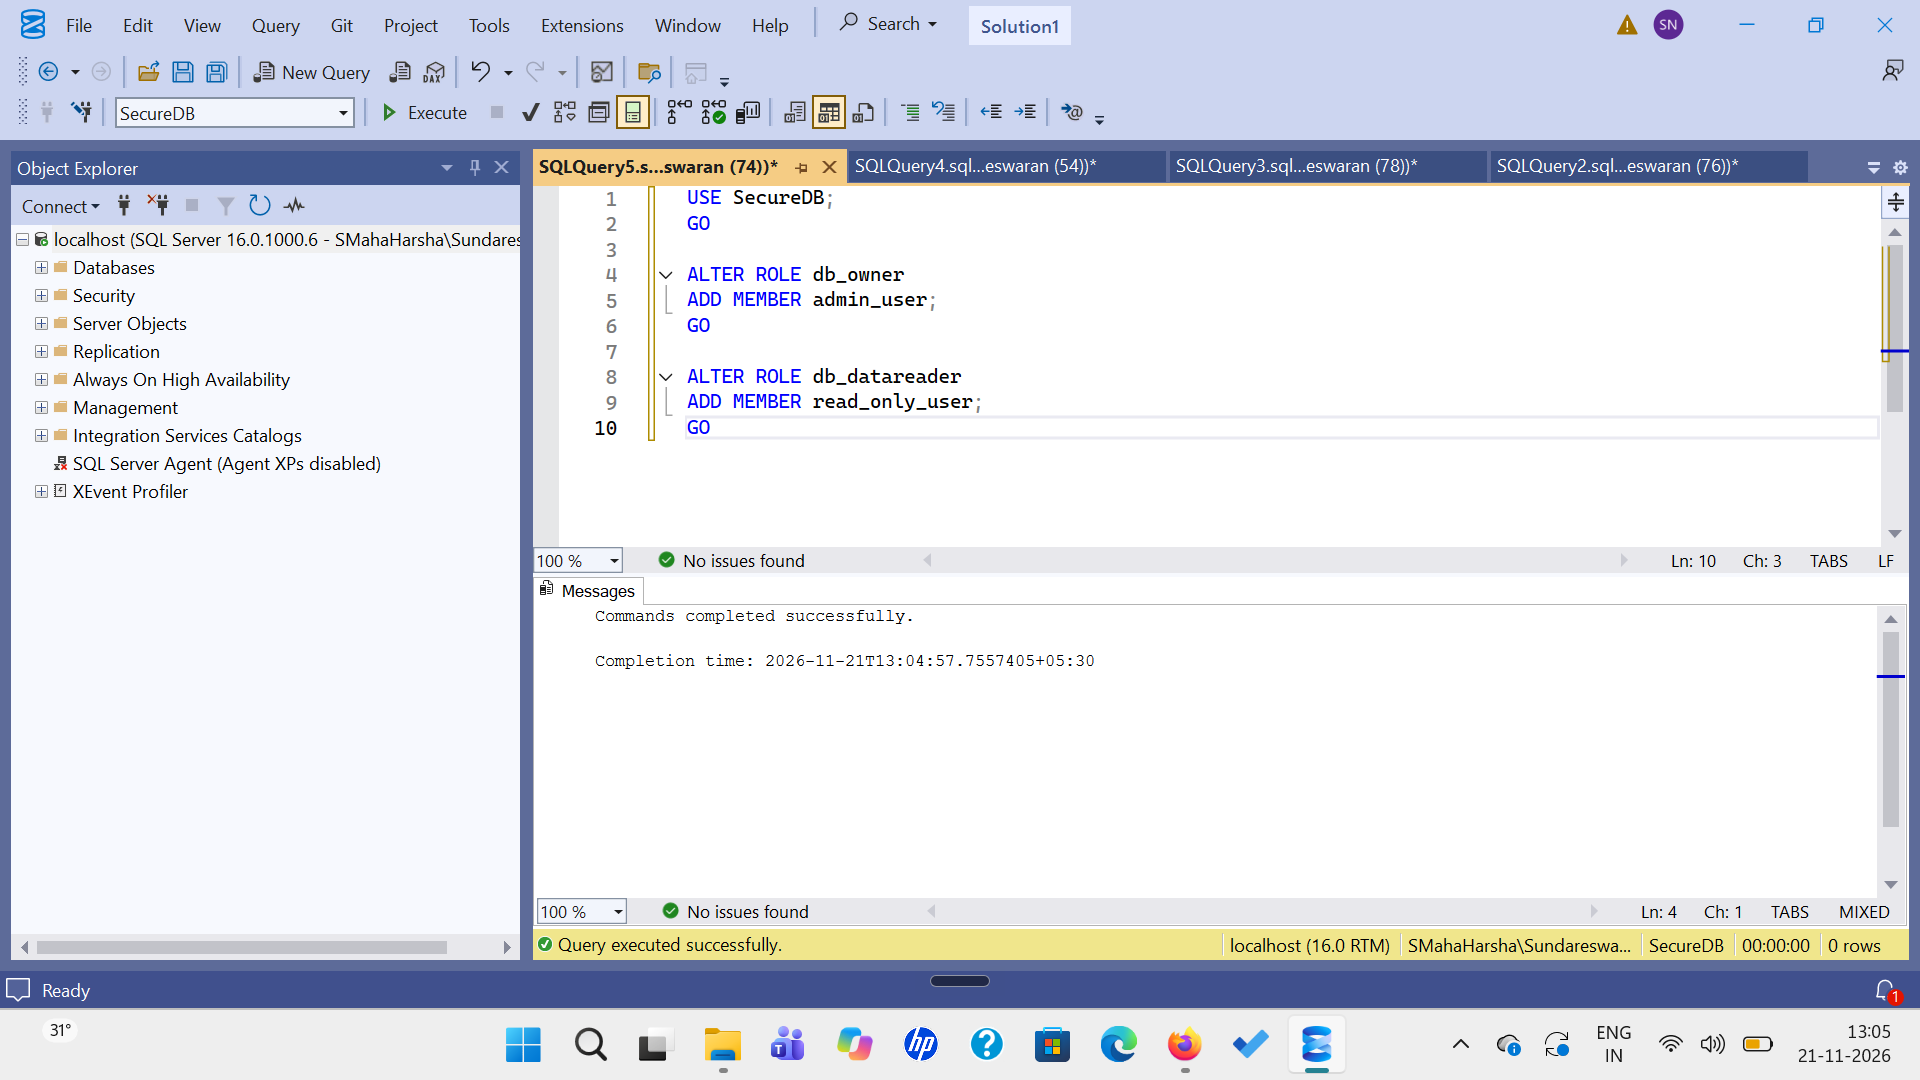 File Edit View Query Git Project Tools Extensions Window Help Search Solution1 SN
New Query DAX
SecureDB Execute
Object Explorer
Connect
localhost (SQL Server 16.0.1000.6 - SMahaHarsha\Sundares
Databases
Security
Server Objects
Replication
Always On High Availability
Management
Integration Services Catalogs
SQL Server Agent (Agent XPs disabled)
XEvent Profiler
SQLQuery5.s...swaran (74))* SQLQuery4.sql...eswaran (54))* SQLQuery3.sql...eswaran (78))* SQLQuery2.sql...eswaran (76))*
1 USE SecureDB;
2 GO
3
4 ALTER ROLE db_owner
5 ADD MEMBER admin_user;
6 GO
7
8 ALTER ROLE db_datareader
9 ADD MEMBER read_only_user;
10 GO
100 % No issues found Ln: 10 Ch: 3 TABS LF
Messages
Commands completed successfully.
Completion time: 2026-11-21T13:04:57.7557405+05:30
100 % No issues found Ln: 4 Ch: 1 TABS MIXED
Query executed successfully. localhost (16.0 RTM) SMahaHarsha\Sundareswa... SecureDB 00:00:00 0 rows
Ready 1
31° T hp ? ENG 13:05
IN 21-11-2026